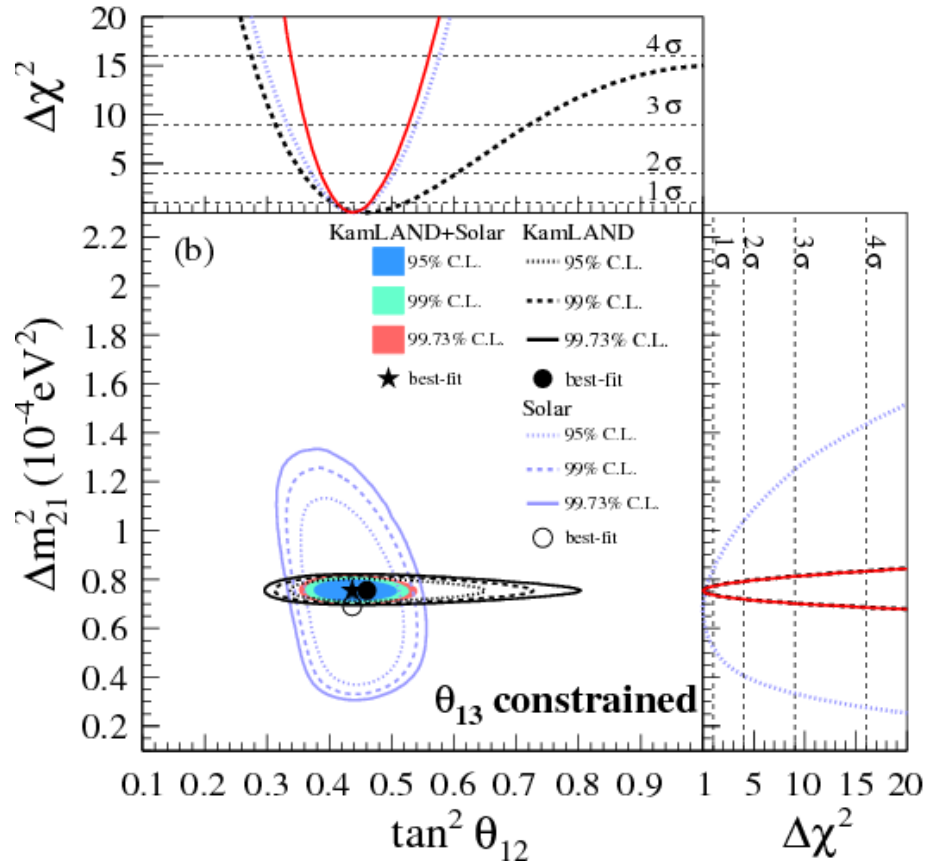 20
15
10
5
Δχ²
4σ
3σ
2σ
1σ
(b)
KamLAND+Solar
95% C.L.
99% C.L.
99.73% C.L.
best-fit
KamLAND
95% C.L.
99% C.L.
99.73% C.L.
best-fit
Solar
95% C.L.
99% C.L.
99.73% C.L.
best-fit
θ₁₃ constrained
2.2
2
1.8
1.6
1.4
1.2
1
0.8
0.6
0.4
0.2
Δm²₂₁ (10⁻⁴eV²)
0.1 0.2 0.3 0.4 0.5 0.6 0.7 0.8 0.9 1
tan² θ₁₂
1σ 2σ 3σ 4σ
5 10 15 20
Δχ²